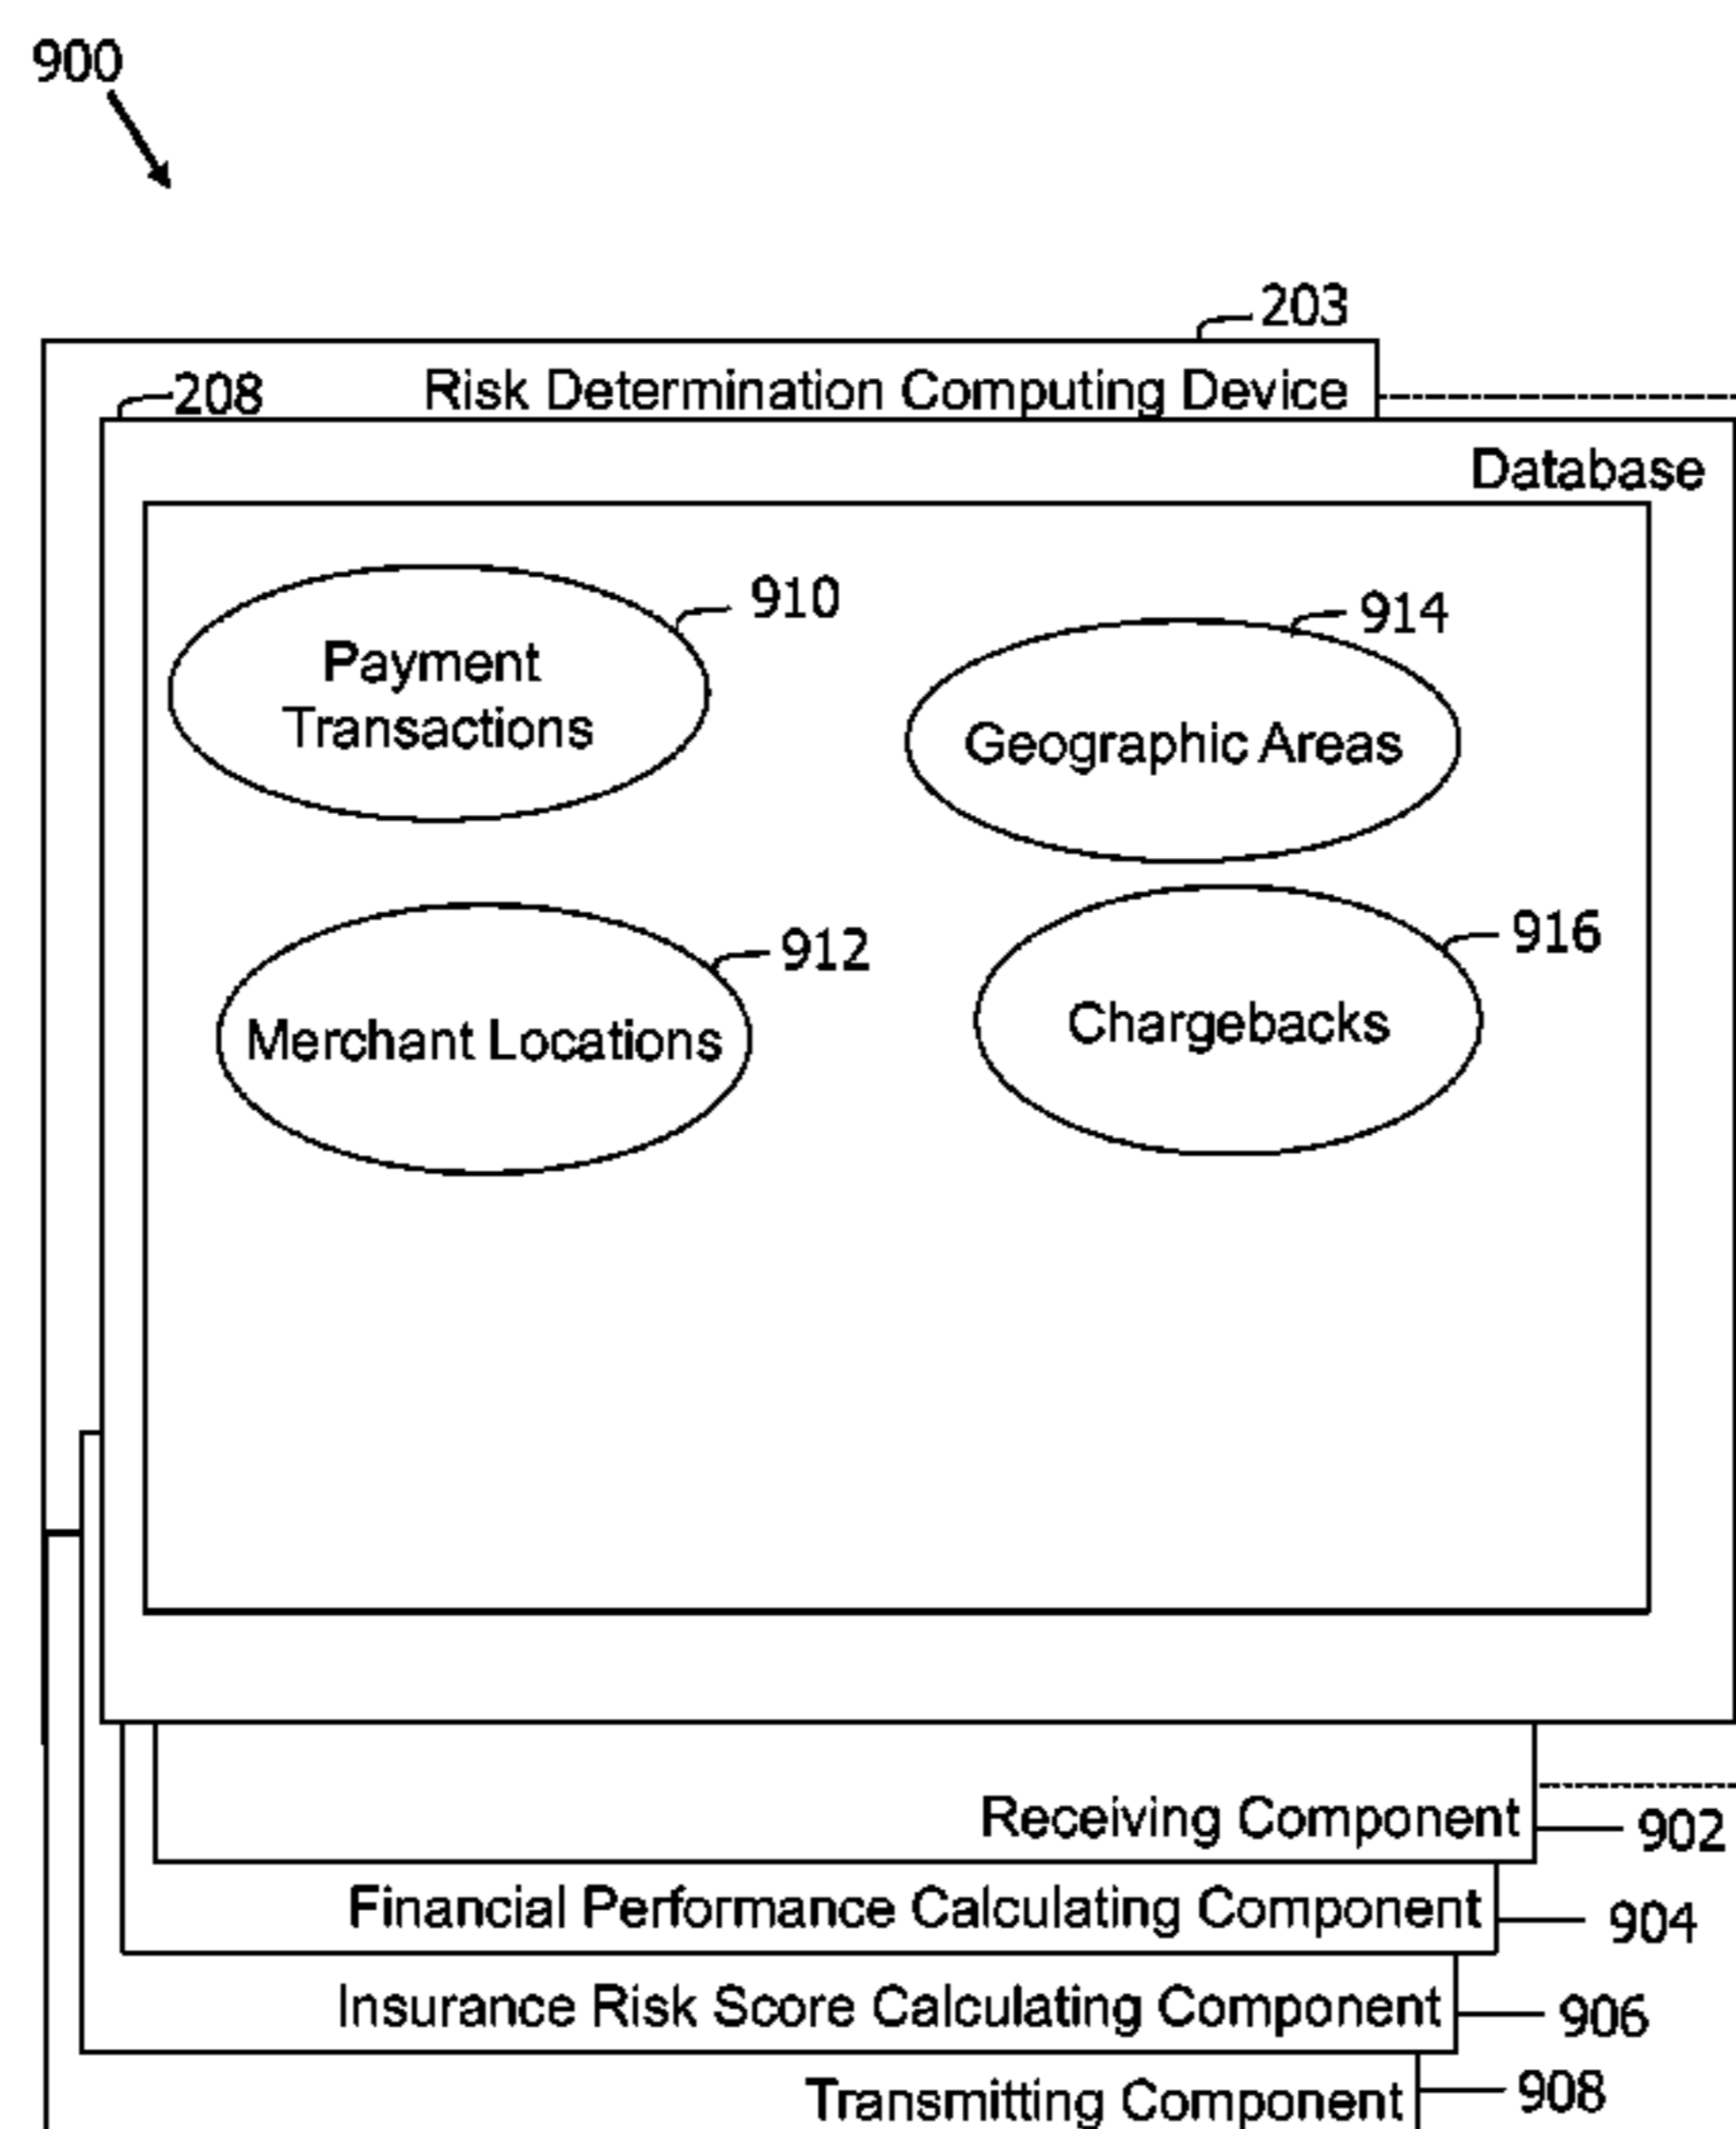 900
203
208
Risk Determination Computing Device
Database
910
Payment
Transactions
914
Geographic Areas
912
Merchant Locations
916
Chargebacks
Receiving Component
902
Financial Performance Calculating Component
904
Insurance Risk Score Calculating Component
906
Transmitting Component
908